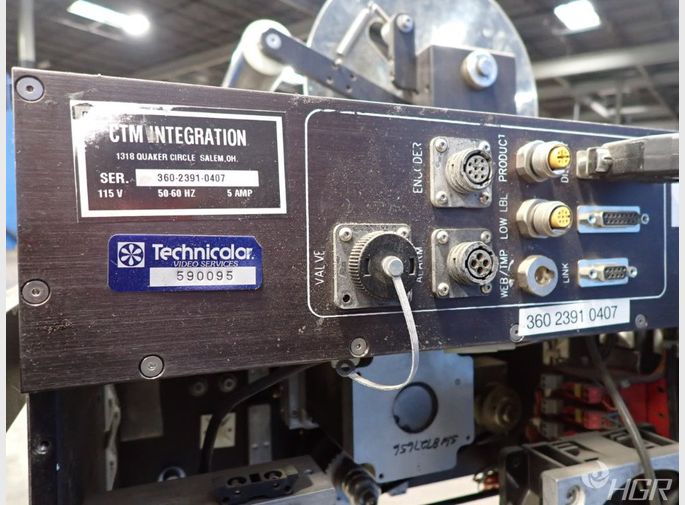 CTM INTEGRATION
1318 QUAKER CIRCLE SALEM, OH.
SER. 360-2391-0407
115 V 50-60 HZ 5 AMP
Technicolor
VIDEO SERVICES
590095
VALVE
ENCODER
ALARM
PRODUCT
LOW LBL
WEB/TMP
LINK
360 2391 0407
HGR